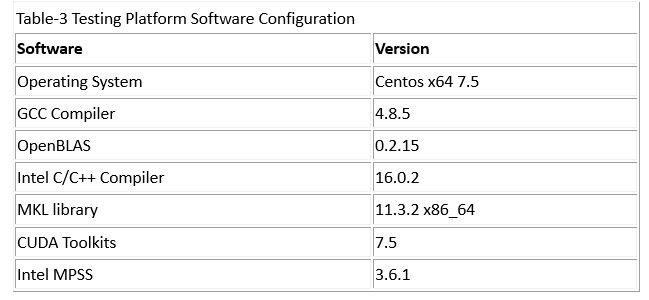 Table-3 Testing Platform Software Configuration
Software Version
Operating System Centos x64 7.5
GCC Compiler 4.8.5
OpenBLAS 0.2.15
Intel C/C++ Compiler 16.0.2
MKL library 11.3.2 x86_64
CUDA Toolkits 7.5
Intel MPSS 3.6.1